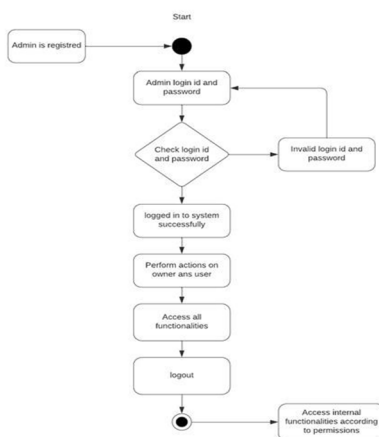 Start
Admin is registred
Admin login id and
password
Check login id
and password
Invalid login id and
password
logged in to system
successfully
Perform actions on
owner ans user
Access all
functionalities
logout
Access internal
functionalities according
to permissions